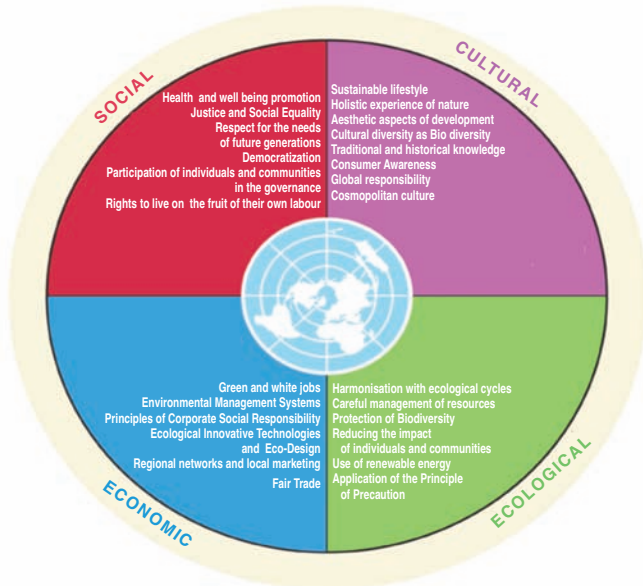 SOCIAL
Health and well being promotion
Justice and Social Equality
Respect for the needs
of future generations
Democratization
Participation of individuals and communities
in the governance
Rights to live on the fruit of their own labour
CULTURAL
Sustainable lifestyle
Holistic experience of nature
Aesthetic aspects of development
Cultural diversity as Bio diversity
Traditional and historical knowledge
Consumer Awareness
Global responsibility
Cosmopolitan culture
Green and white jobs
Environmental Management Systems
Principles of Corporate Social Responsibility
Ecological Innovative Technologies
and Eco-Design
Regional networks and local marketing
Fair Trade
ECONOMIC
Harmonisation with ecological cycles
Careful management of resources
Protection of Biodiversity
Reducing the impact
of individuals and communities
Use of renewable energy
Application of the Principle
of Precaution
ECOLOGICAL